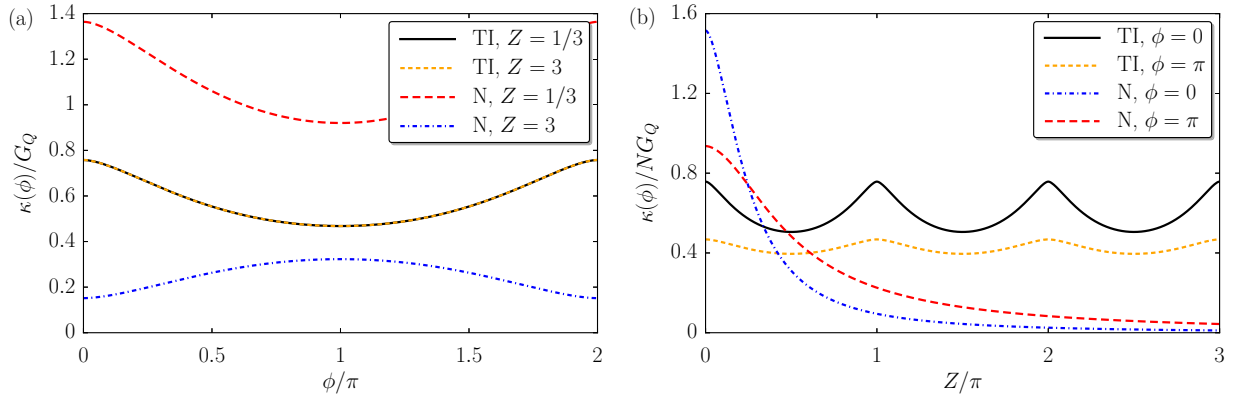 (a)
κ(ϕ)/G_Q
1.4
1.2
1
0.8
0.6
0.4
0.2
0
0
0.5
1
1.5
2
ϕ/π
TI, Z = 1/3
TI, Z = 3
N, Z = 1/3
N, Z = 3
(b)
κ(ϕ)/NG_Q
1.6
1.2
0.8
0.4
0
0
1
2
3
Z/π
TI, ϕ = 0
TI, ϕ = π
N, ϕ = 0
N, ϕ = π